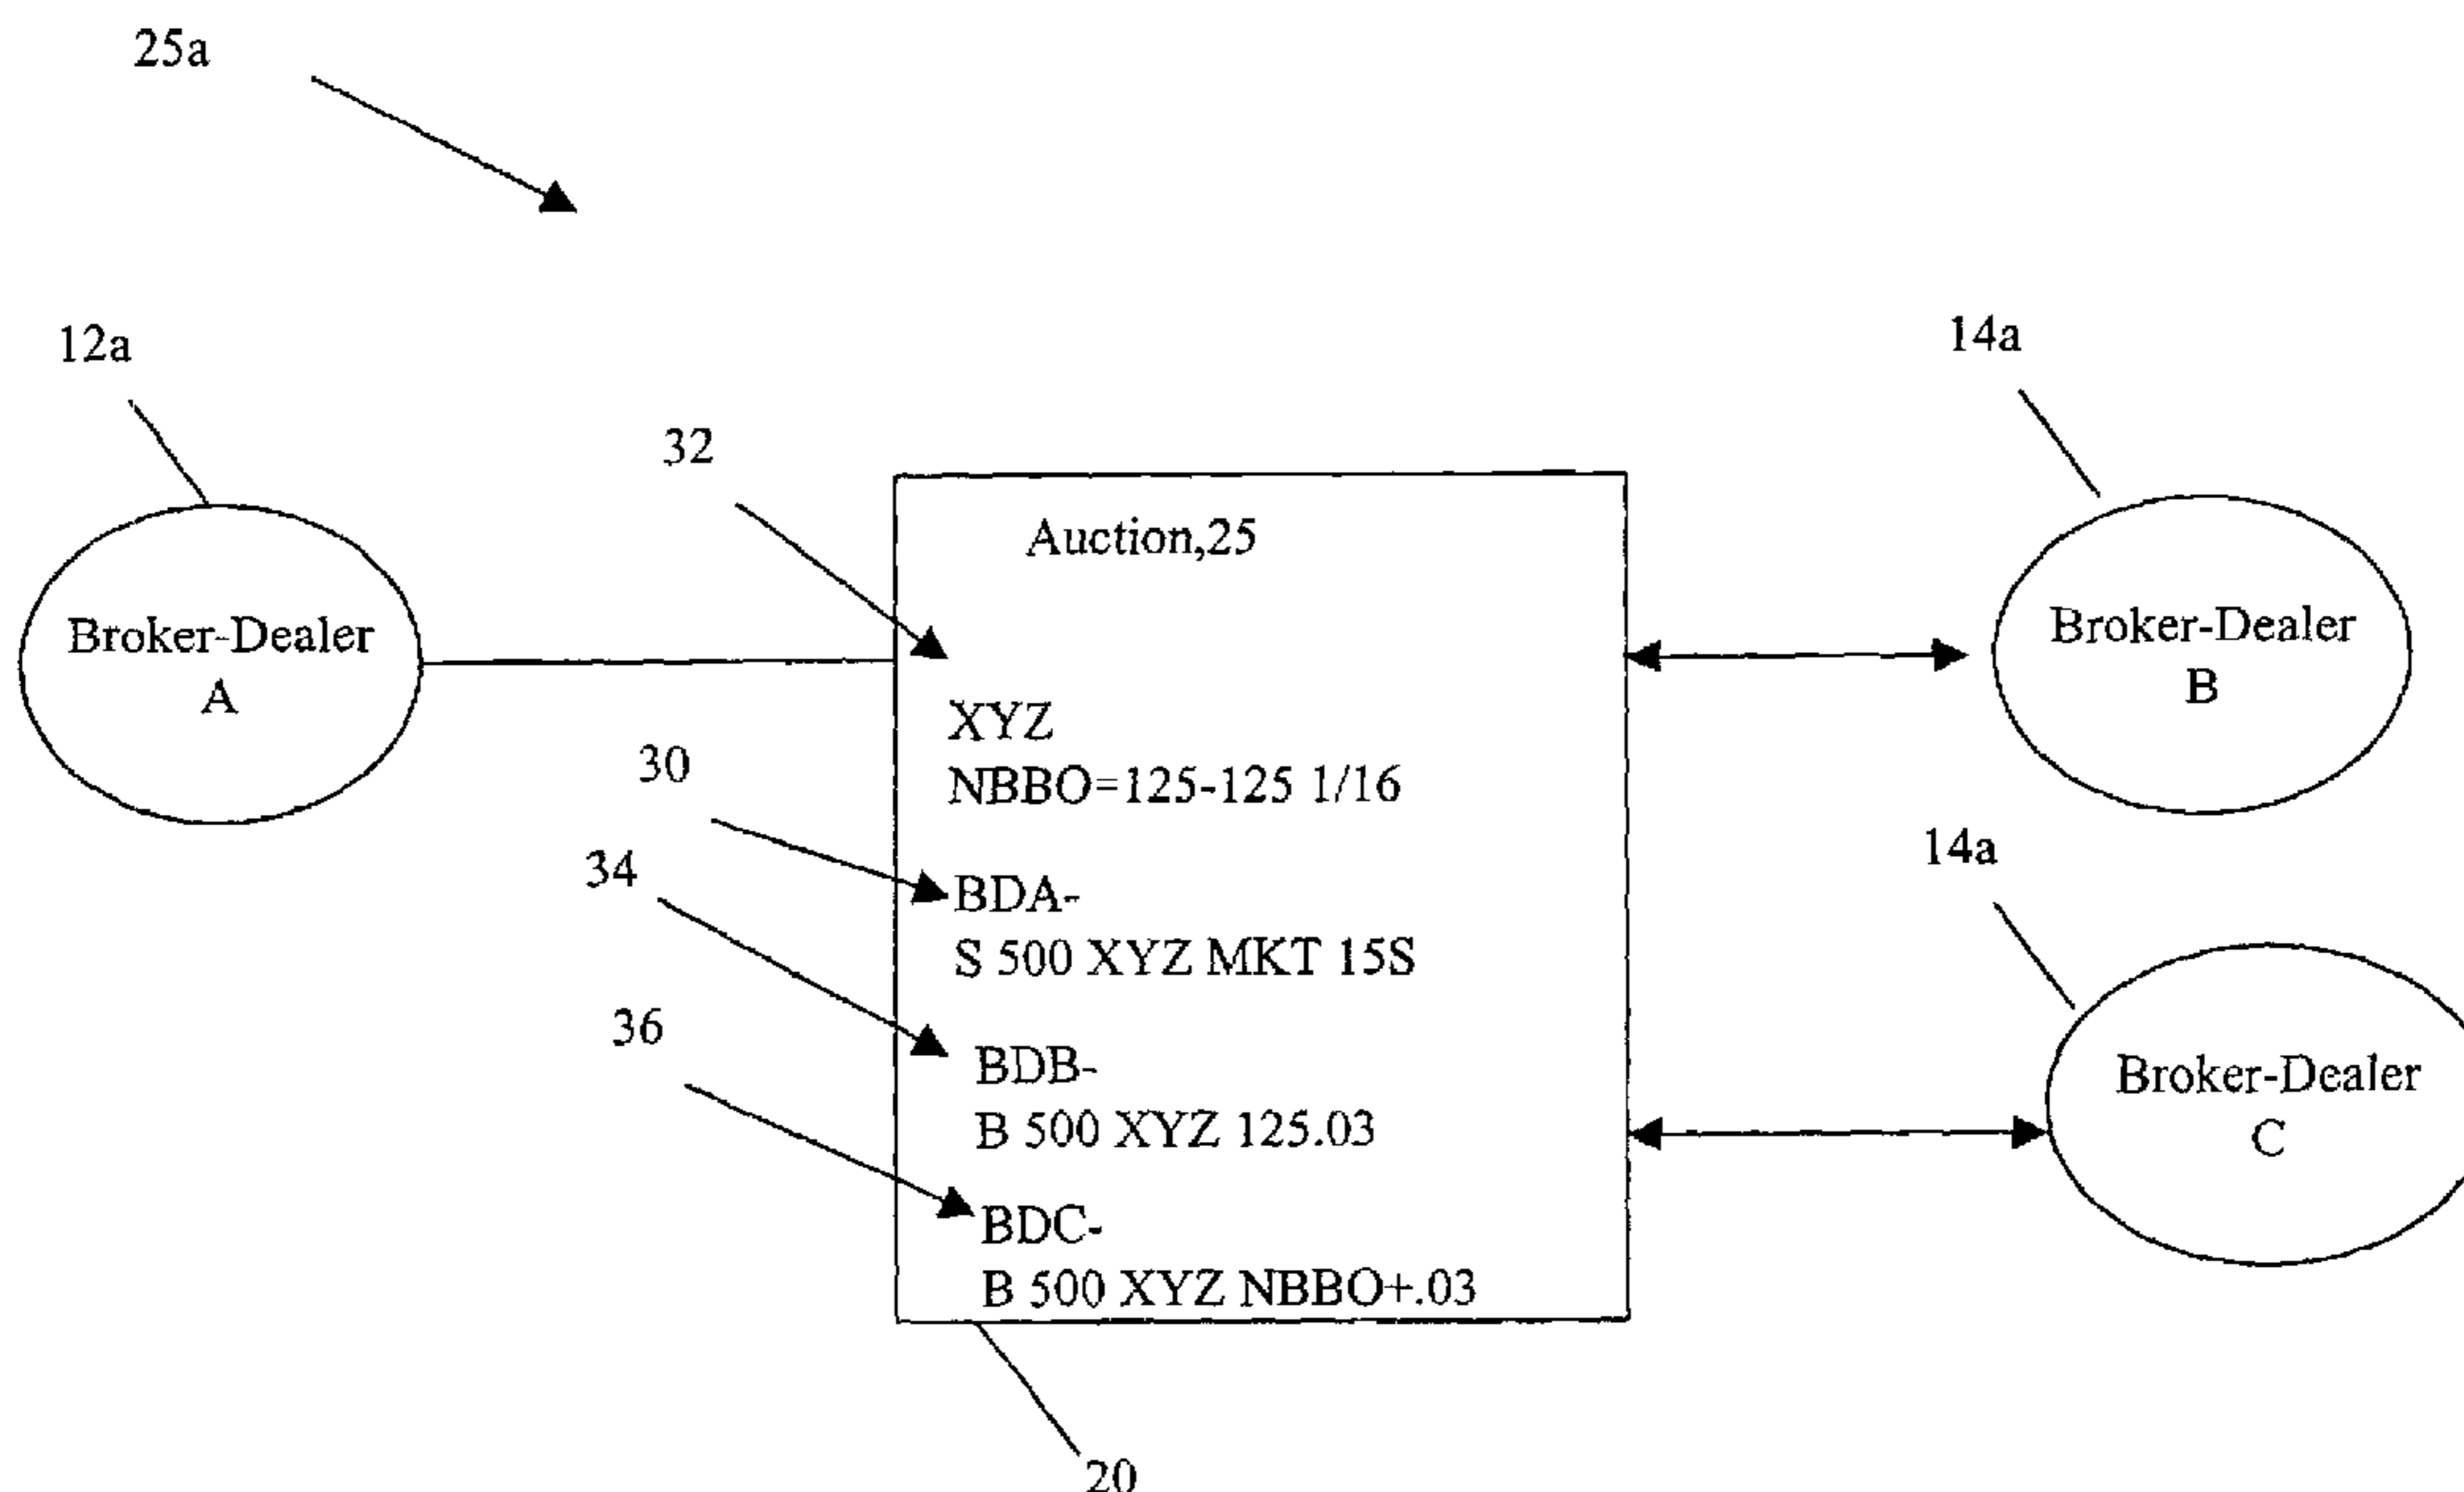 25a
12a
14a
32
Auction,25
Broker-Dealer
A
Broker-Dealer
B
XYZ
NBBO=125-125 1/16
30
14a
34
BDA-
S 500 XYZ MKT 15S
36
BDB-
B 500 XYZ 125.03
Broker-Dealer
C
BDC-
B 500 XYZ NBBO+.03
20